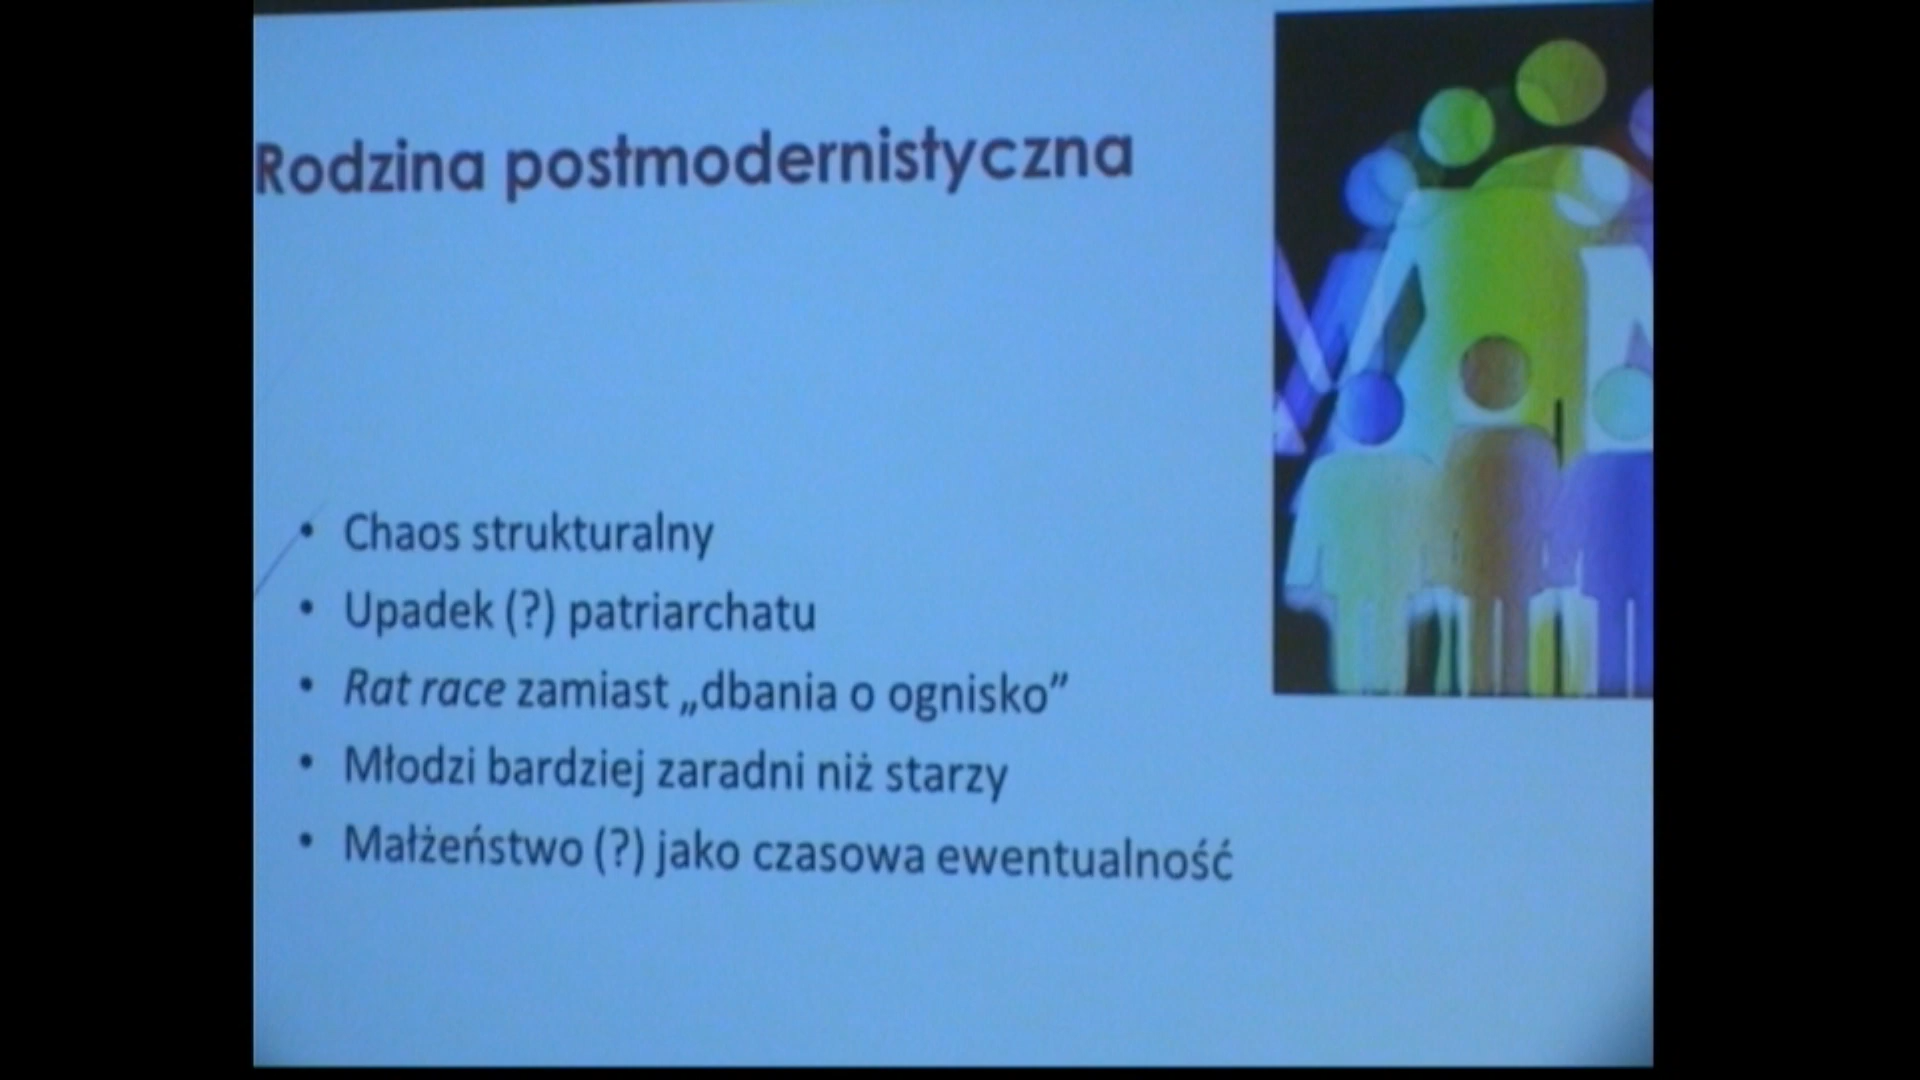 Rodzina postmodernistyczna
• Chaos strukturalny
• Upadek (?) patriarchatu
• Rat race zamiast „dbania o ognisko”
• Młodzi bardziej zaradni niż starzy
• Małżeństwo (?) jako czasowa ewentualność